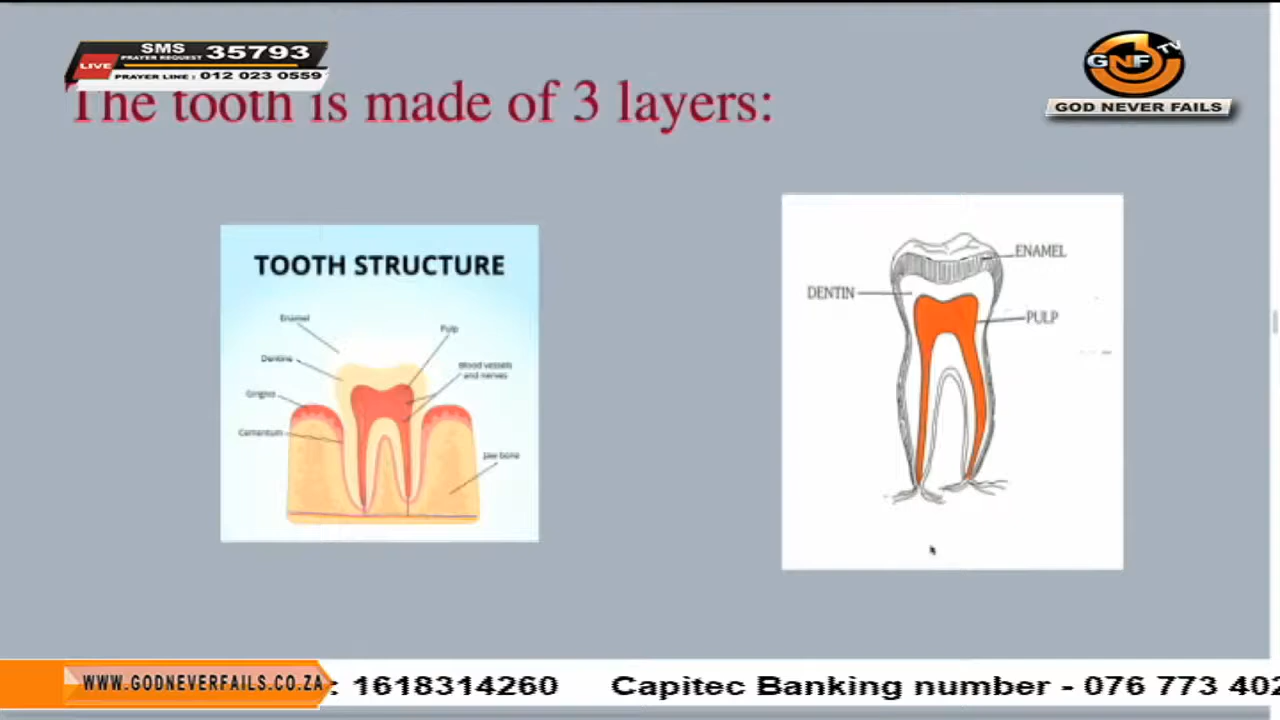 SMS
PRAYER REQUEST 35793
LIVE
PRAYER LINE : 012 023 0559
GNF TV
GOD NEVER FAILS
The tooth is made of 3 layers:
TOOTH STRUCTURE
Enamel
Pulp
Dentine
Blood vessels
and nerves
Gingiva
Cementum
Jaw bone
ENAMEL
DENTIN
PULP
WWW.GODNEVERFAILS.CO.ZA
: 1618314260 Capitec Banking number - 076 773 402